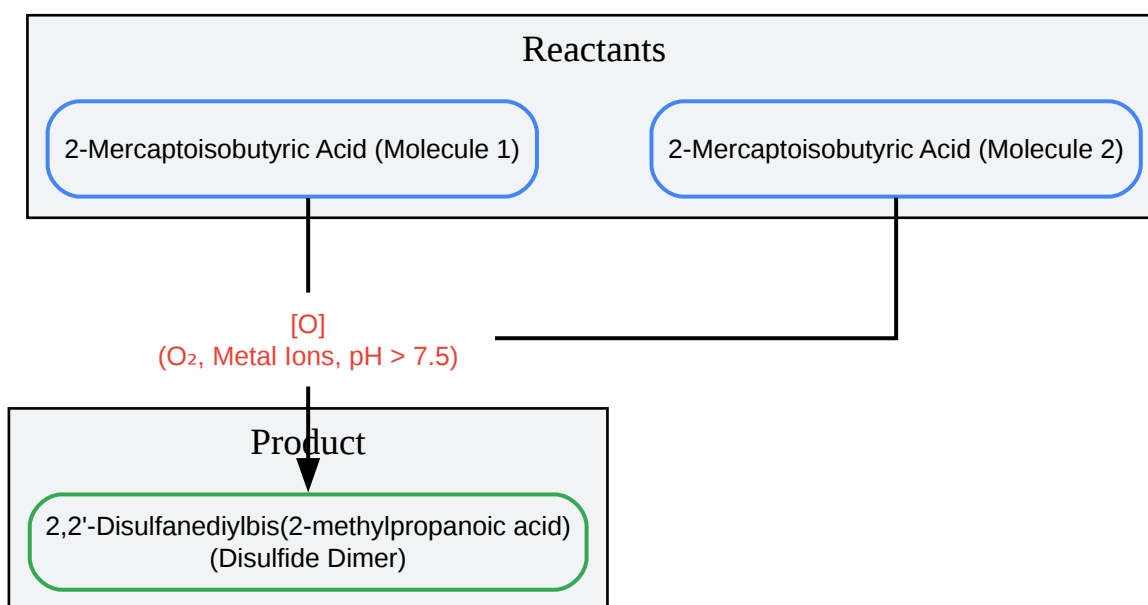 Reactants
2-Mercaptoisobutyric Acid (Molecule 1)
2-Mercaptoisobutyric Acid (Molecule 2)
[O]
(O₂, Metal Ions, pH > 7.5)
Product
2,2'-Disulfanediylbis(2-methylpropanoic acid)
(Disulfide Dimer)